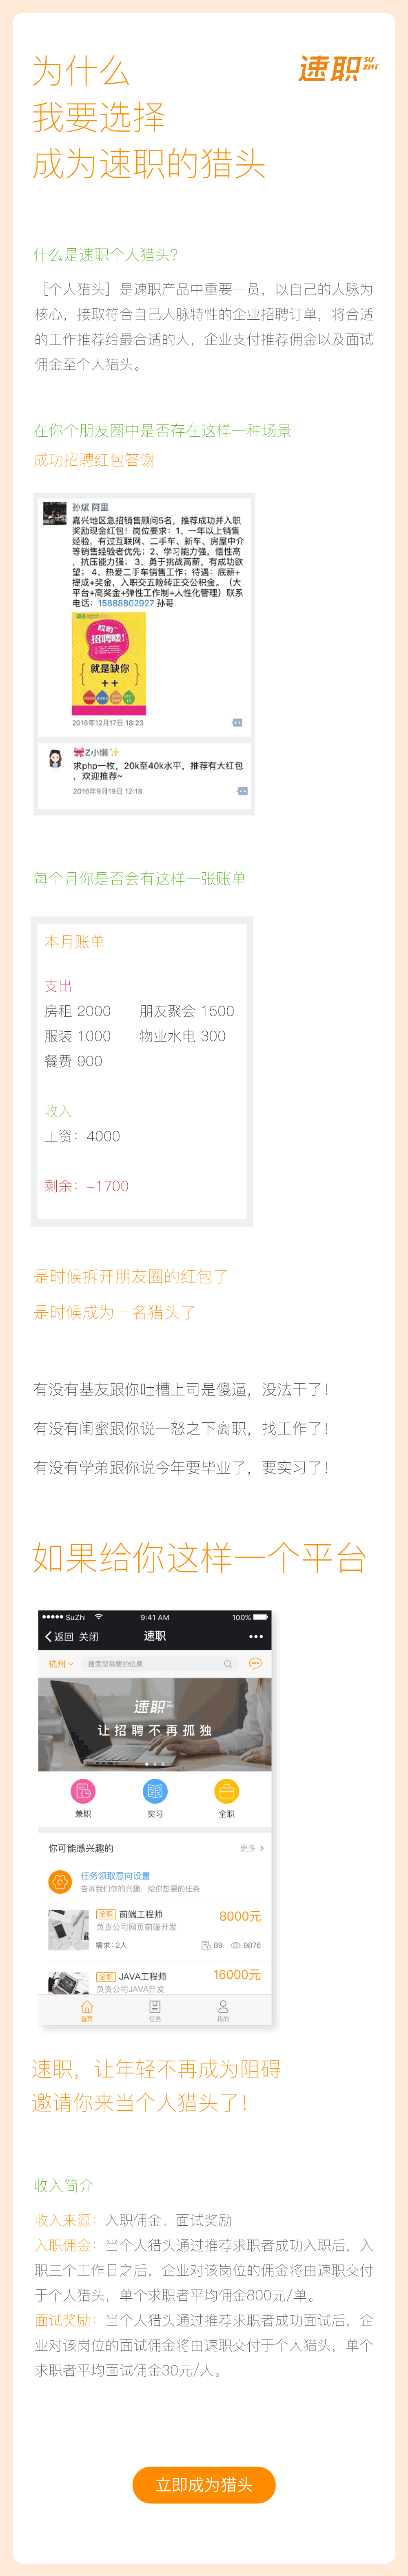 为什么
我要选择
成为速职的猎头
速职 SU ZHI
什么是速职个人猎头?
[个人猎头] 是速职产品中重要一员，以自己的人脉为
核心，接取符合自己人脉特性的企业招聘订单，将合适
的工作推荐给最合适的人，企业支付推荐佣金以及面试
佣金至个人猎头。
在你个朋友圈中是否存在这样一种场景
成功招聘红包答谢
孙斌 阿里
嘉兴地区急招销售顾问5名，推荐成功并入职
奖励现金红包！岗位要求：1、一年以上销售
经验，有过互联网、二手车、新车、房屋中介
等销售经验者优先；2、学习能力强，悟性高
，抗压能力强； 3、勇于挑战高薪，有成功欲
望； 4、热爱二手车销售工作；待遇：底薪+
提成+奖金，入职交五险转正交公积金。（大
平台+高奖金+弹性工作制+人性化管理）联系
电话：15888802927 孙哥
哎哟~
招聘喽!
就是缺你
++
2016年12月17日 18:23
Z小懒
求php一枚，20k至40k水平，推荐有大红包
，欢迎推荐~
2016年9月19日 12:18
每个月你是否会有这样一张账单
本月账单
支出
房租 2000 朋友聚会 1500
服装 1000 物业水电 300
餐费 900
收入
工资：4000
剩余：-1700
是时候拆开朋友圈的红包了
是时候成为一名猎头了
有没有基友跟你吐槽上司是傻逼，没法干了！
有没有闺蜜跟你说一怒之下离职，找工作了！
有没有学弟跟你说今年要毕业了，要实习了！
如果给你这样一个平台
SuZhi 9:41 AM 100%
返回 关闭 速职
杭州 搜索您需要的信息
速职 SU ZHI
让招聘不再孤独
兼职 实习 全职
你可能感兴趣的 更多
任务领取意向设置
告诉我们你的兴趣，给你想要的任务
全职 前端工程师 8000元
负责公司网页前端开发
需求：2人 89 9876
全职 JAVA工程师 16000元
负责公司JAVA开发
首页 任务 我的
速职，让年轻不再成为阻碍
邀请你来当个人猎头了！
收入简介
收入来源：入职佣金、面试奖励
入职佣金：当个人猎头通过推荐求职者成功入职后，入
职三个工作日之后，企业对该岗位的佣金将由速职交付
于个人猎头，单个求职者平均佣金800元/单。
面试奖励：当个人猎头通过推荐求职者成功面试后，企
业对该岗位的面试佣金将由速职交付于个人猎头，单个
求职者平均面试佣金30元/人。
立即成为猎头